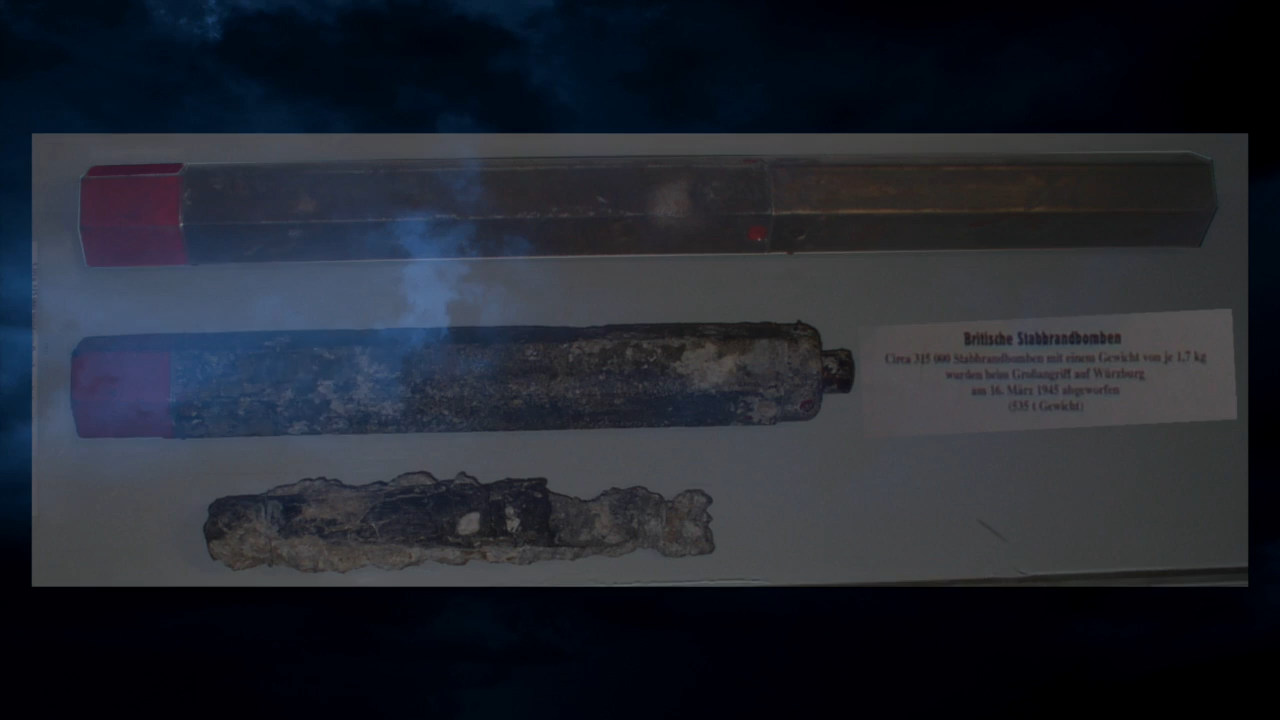 Britische Stabbrandbomben
Circa 315 000 Stabbrandbomben mit einem Gewicht von je 1,7 kg
wurden beim Großangriff auf Würzburg
am 16. März 1945 abgeworfen
(535 t Gewicht)